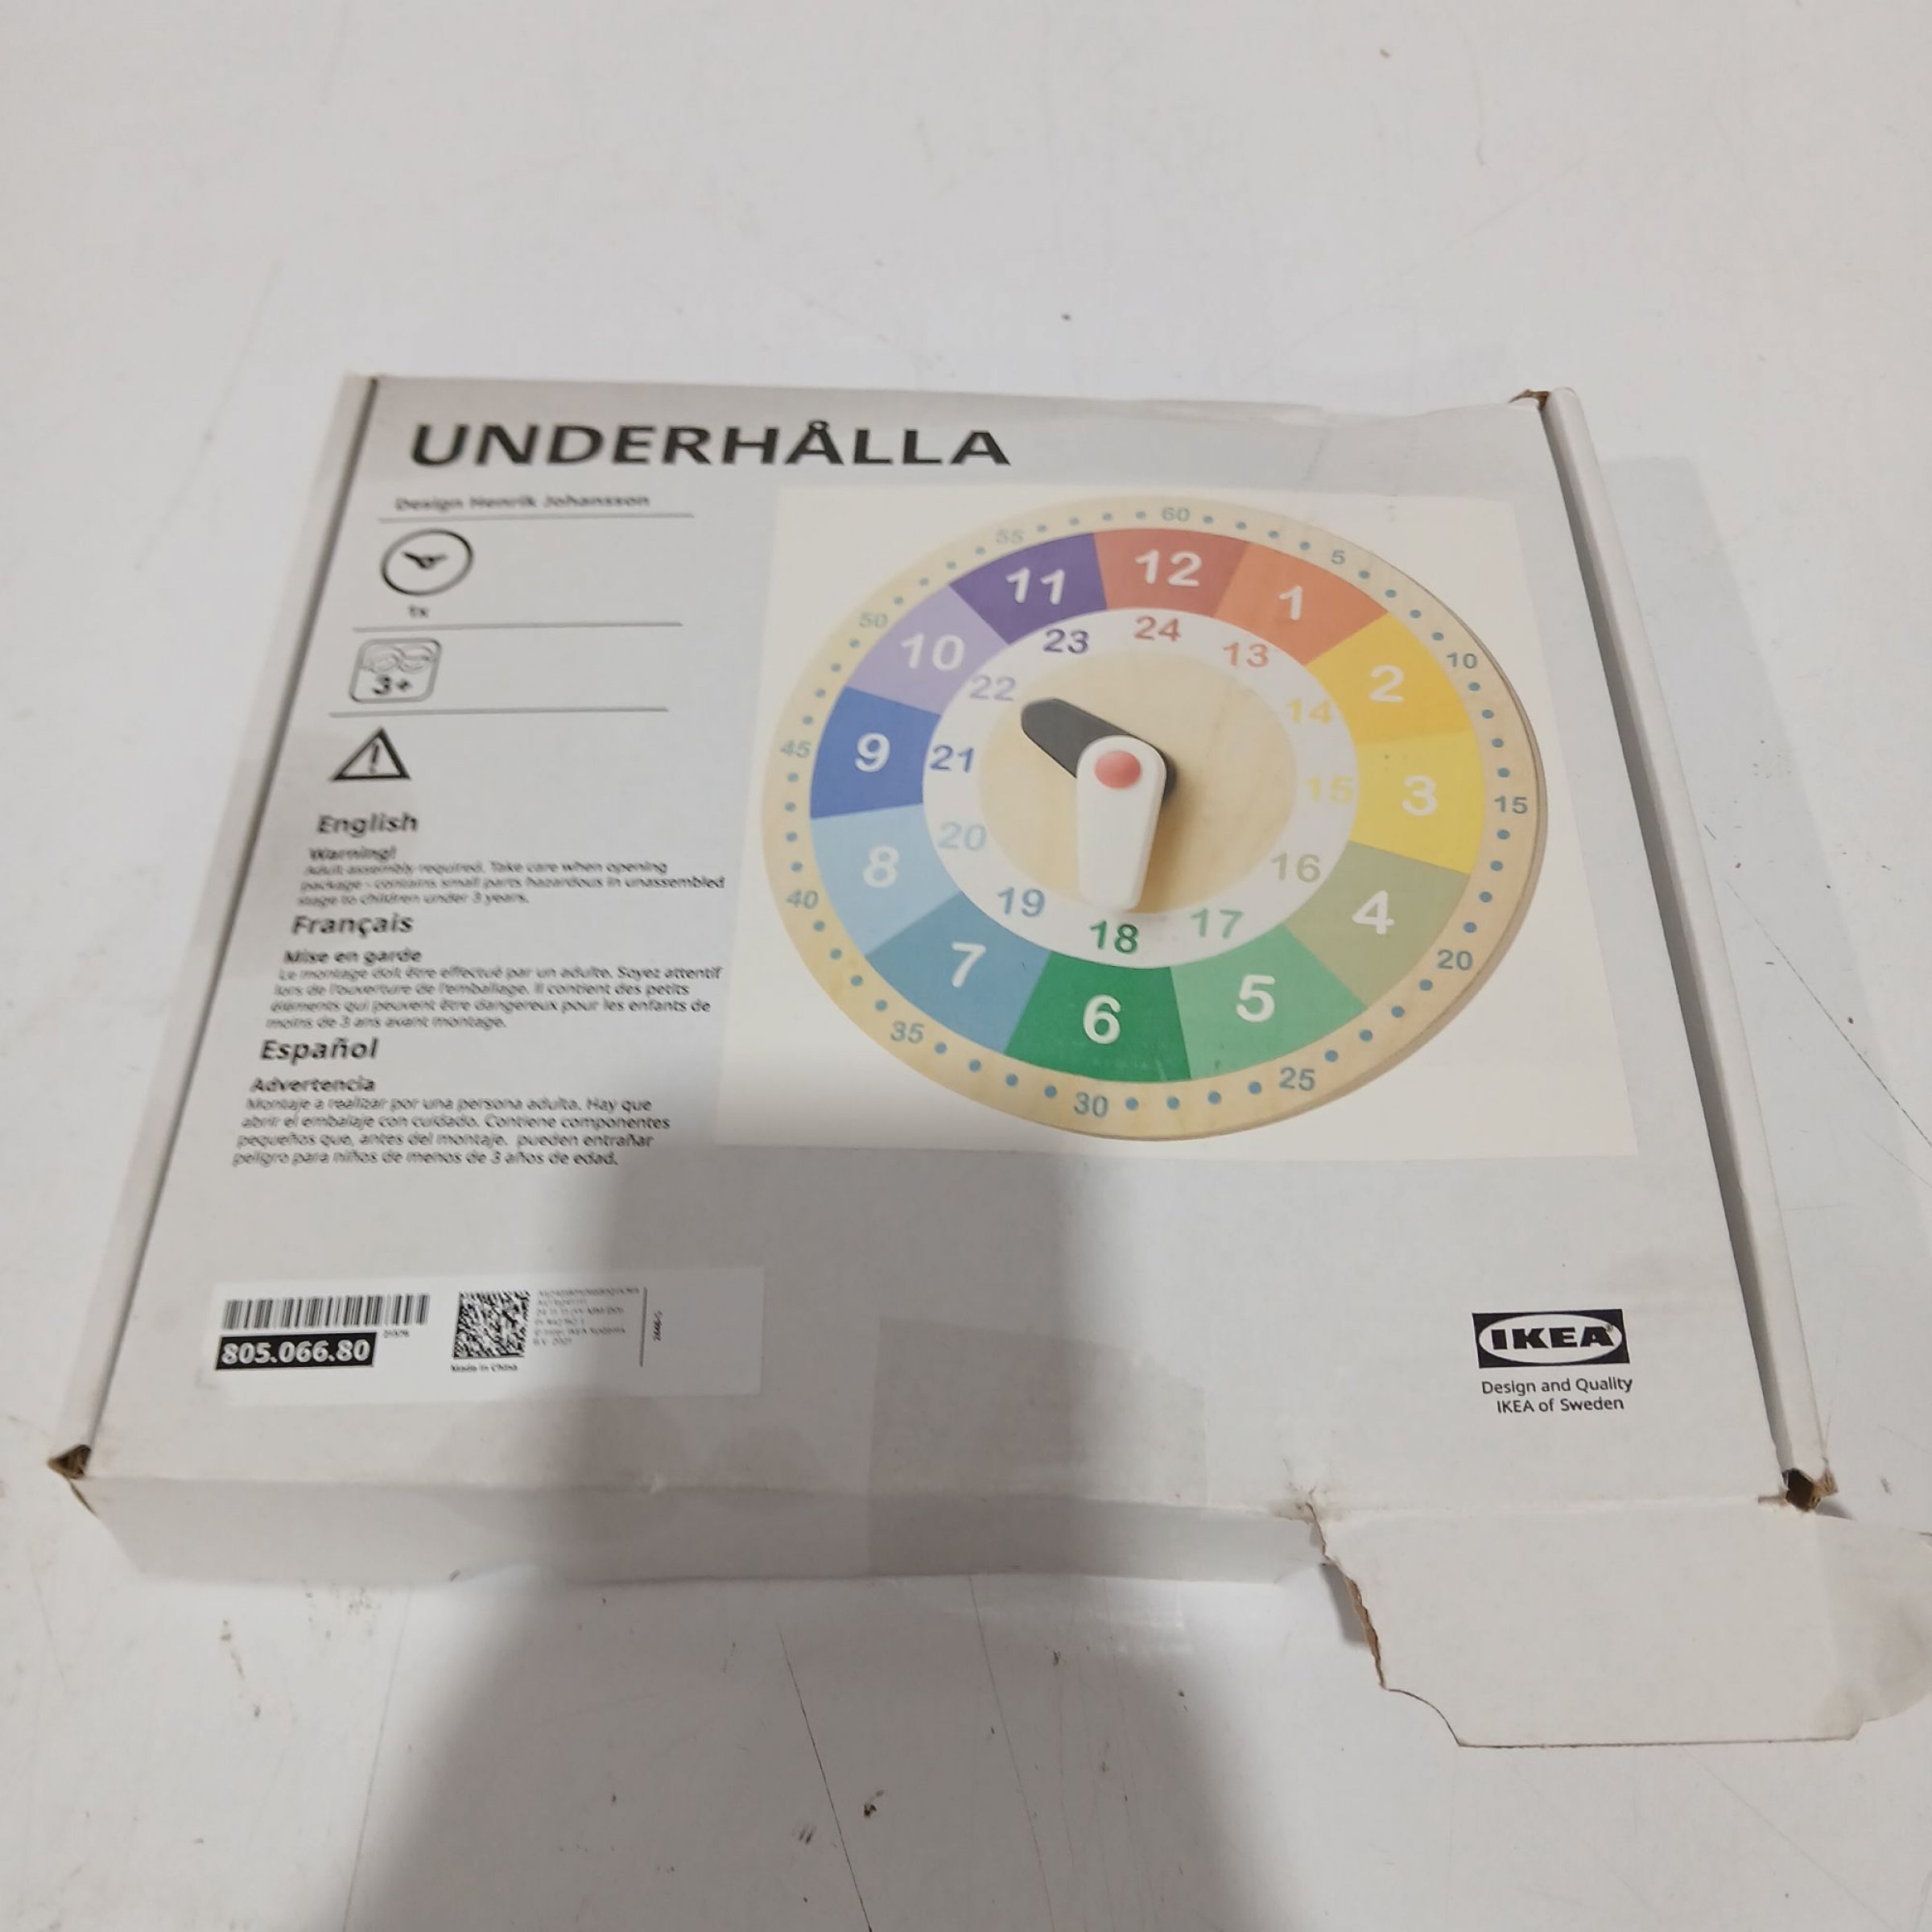 UNDERHÅLLA
Design Henrik Johansson
1x
3+
English
Warning!
Adult assembly required. Take care when opening
package - contains small parts hazardous in unassembled
stage to children under 3 years.
Français
Mise en garde
Le montage doit être effectué par un adulte. Soyez attentif
lors de l'ouverture de l'emballage. Il contient des petits
éléments qui peuvent être dangereux pour les enfants de
moins de 3 ans avant montage.
Español
Advertencia
Montaje a realizar por una persona adulta. Hay que
abrir el embalaje con cuidado. Contiene componentes
pequeños que, antes del montaje, pueden entrañar
peligro para niños de menos de 3 años de edad.
60
5
10
15
20
25
30
35
40
45
50
55
12
1
2
3
4
5
6
7
8
9
10
11
24
13
14
15
16
17
18
19
20
21
22
23
805.066.80
Made in China
IKEA
Design and Quality
IKEA of Sweden